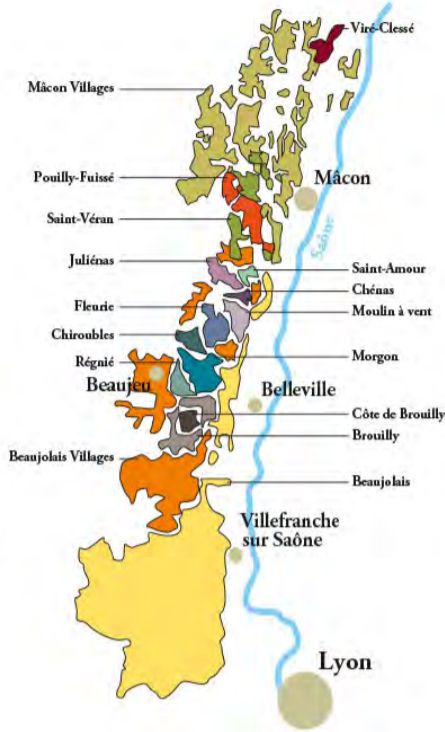 Viré-Clessé
Mâcon Villages
Pouilly-Fuissé
Mâcon
Saint-Véran
Saône
Juliénas
Saint-Amour
Chénas
Fleurie
Moulin à vent
Chiroubles
Régnié
Morgon
Beaujeu
Belleville
Côte de Brouilly
Brouilly
Beaujolais Villages
Beaujolais
Villefranche
sur Saône
Lyon